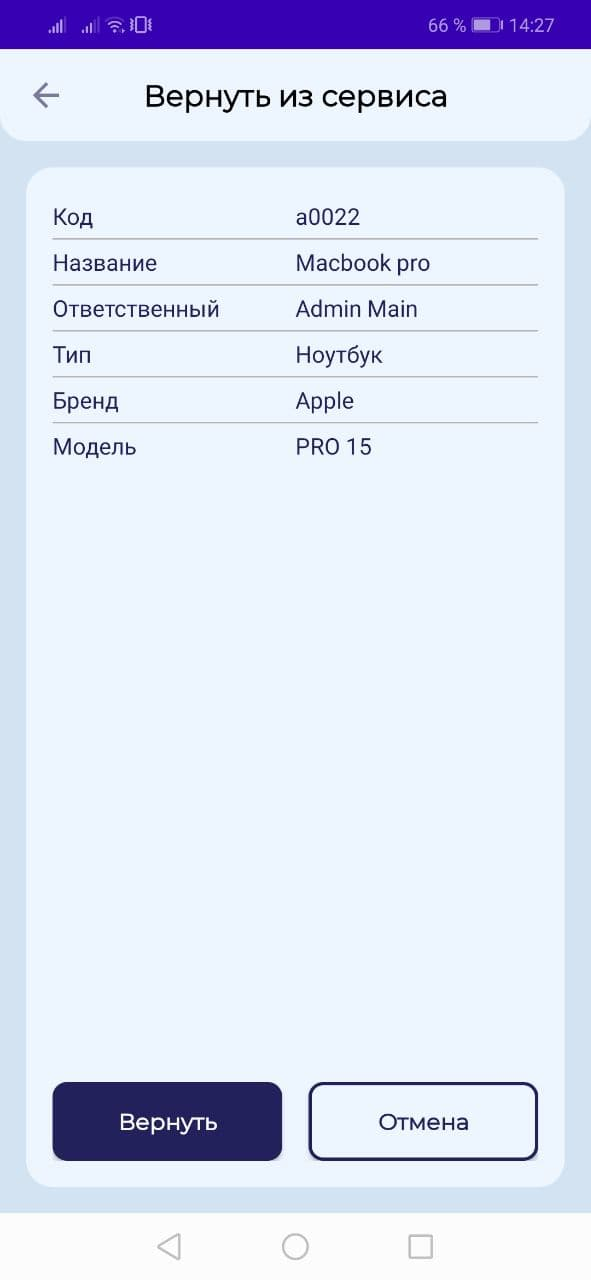 66 % 14:27
Вернуть из сервиса
Код a0022
Название Macbook pro
Ответственный Admin Main
Тип Ноутбук
Бренд Apple
Модель PRO 15
Вернуть Отмена